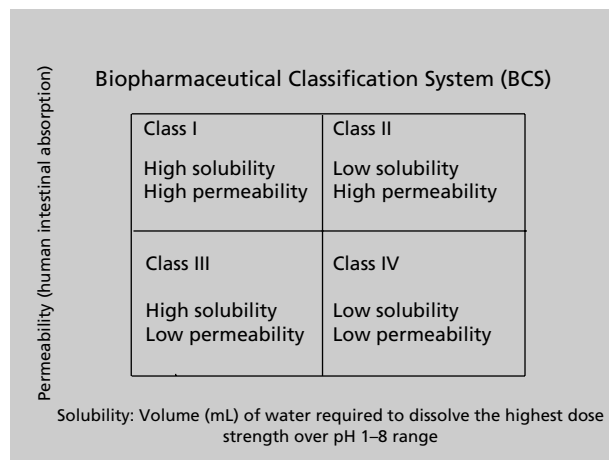 Biopharmaceutical Classification System (BCS)
Permeability (human intestinal absorption)
Class I
High solubility
High permeability
Class II
Low solubility
High permeability
Class III
High solubility
Low permeability
Class IV
Low solubility
Low permeability
Solubility: Volume (mL) of water required to dissolve the highest dose
strength over pH 1–8 range